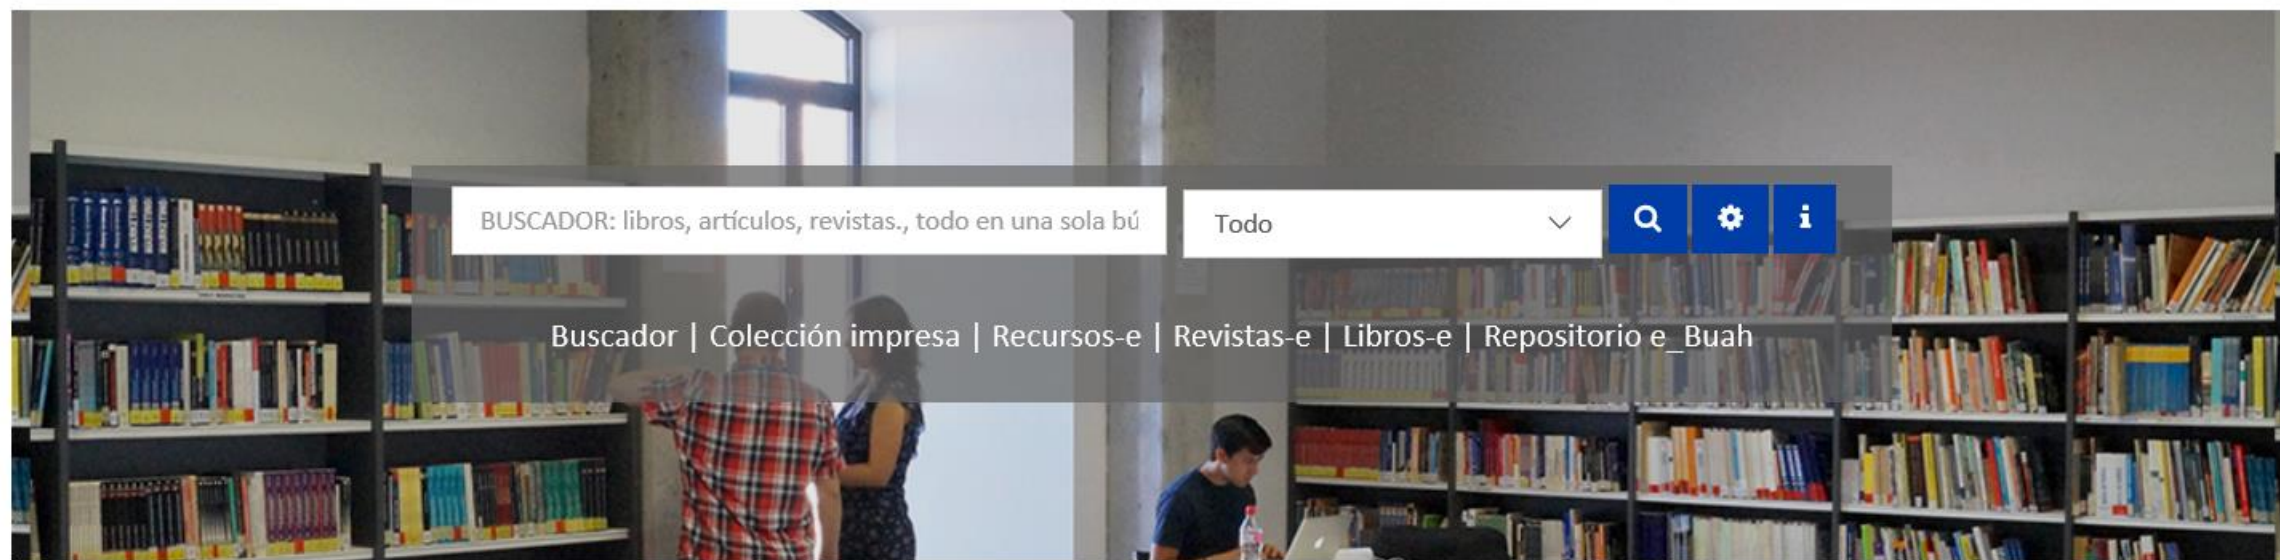 BUSCADOR: libros, artículos, revistas., todo en una sola bú
Todo
Buscador | Colección impresa | Recursos-e | Revistas-e | Libros-e | Repositorio e_Buah